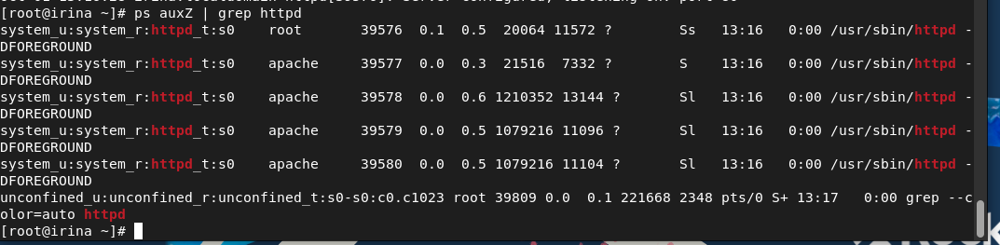 [root@irina ~]# ps auxZ | grep httpd
system_u:system_r:httpd_t:s0    root       39576  0.1  0.5  20064 11572 ?        Ss   13:16   0:00 /usr/sbin/httpd -
DFOREGROUND
system_u:system_r:httpd_t:s0    apache     39577  0.0  0.3  21516  7332 ?        S    13:16   0:00 /usr/sbin/httpd -
DFOREGROUND
system_u:system_r:httpd_t:s0    apache     39578  0.0  0.6 1210352 13144 ?       Sl   13:16   0:00 /usr/sbin/httpd -
DFOREGROUND
system_u:system_r:httpd_t:s0    apache     39579  0.0  0.5 1079216 11096 ?       Sl   13:16   0:00 /usr/sbin/httpd -
DFOREGROUND
system_u:system_r:httpd_t:s0    apache     39580  0.0  0.5 1079216 11104 ?       Sl   13:16   0:00 /usr/sbin/httpd -
DFOREGROUND
unconfined_u:unconfined_r:unconfined_t:s0-s0:c0.c1023 root 39809 0.0  0.1 221668 2348 pts/0 S+ 13:17   0:00 grep --c
olor=auto httpd
[root@irina ~]#